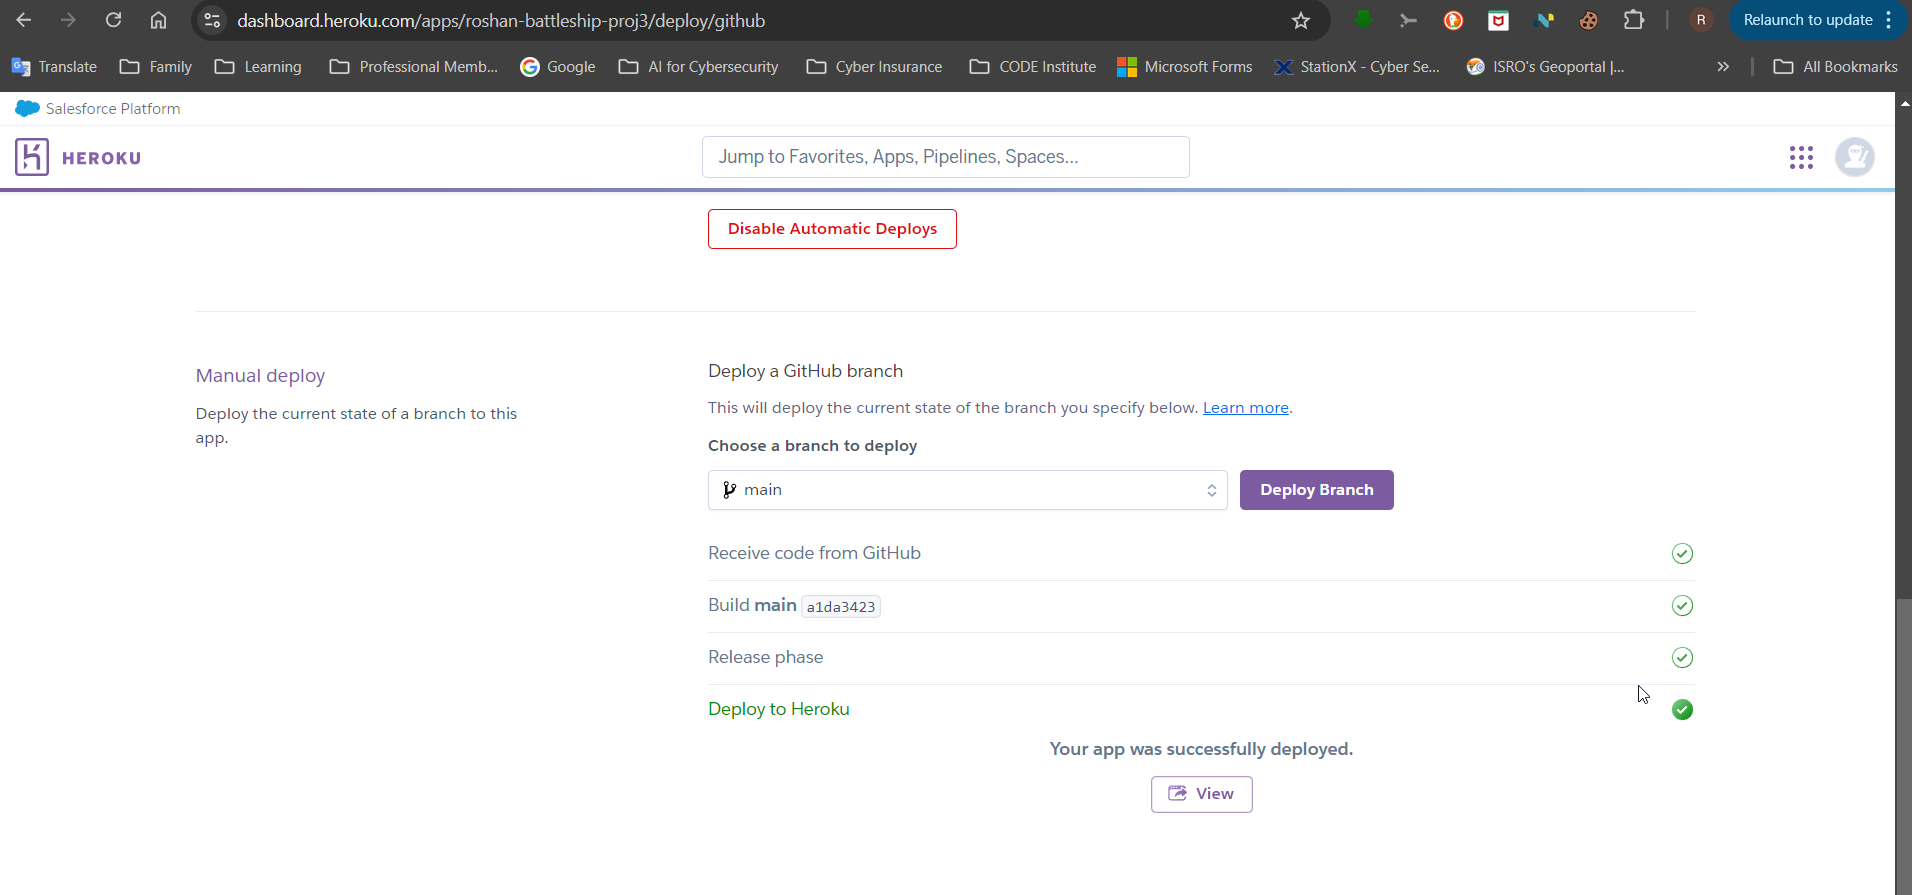 dashboard.heroku.com/apps/roshan-battleship-proj3/deploy/github
R
Relaunch to update
Translate
Family
Learning
Professional Memb...
Google
AI for Cybersecurity
Cyber Insurance
CODE Institute
Microsoft Forms
StationX - Cyber Se...
ISRO's Geoportal |...
All Bookmarks
Salesforce Platform
HEROKU
Jump to Favorites, Apps, Pipelines, Spaces...
Disable Automatic Deploys
Manual deploy
Deploy the current state of a branch to this
app.
Deploy a GitHub branch
This will deploy the current state of the branch you specify below. Learn more.
Choose a branch to deploy
main
Deploy Branch
Receive code from GitHub
Build main a1da3423
Release phase
Deploy to Heroku
Your app was successfully deployed.
View